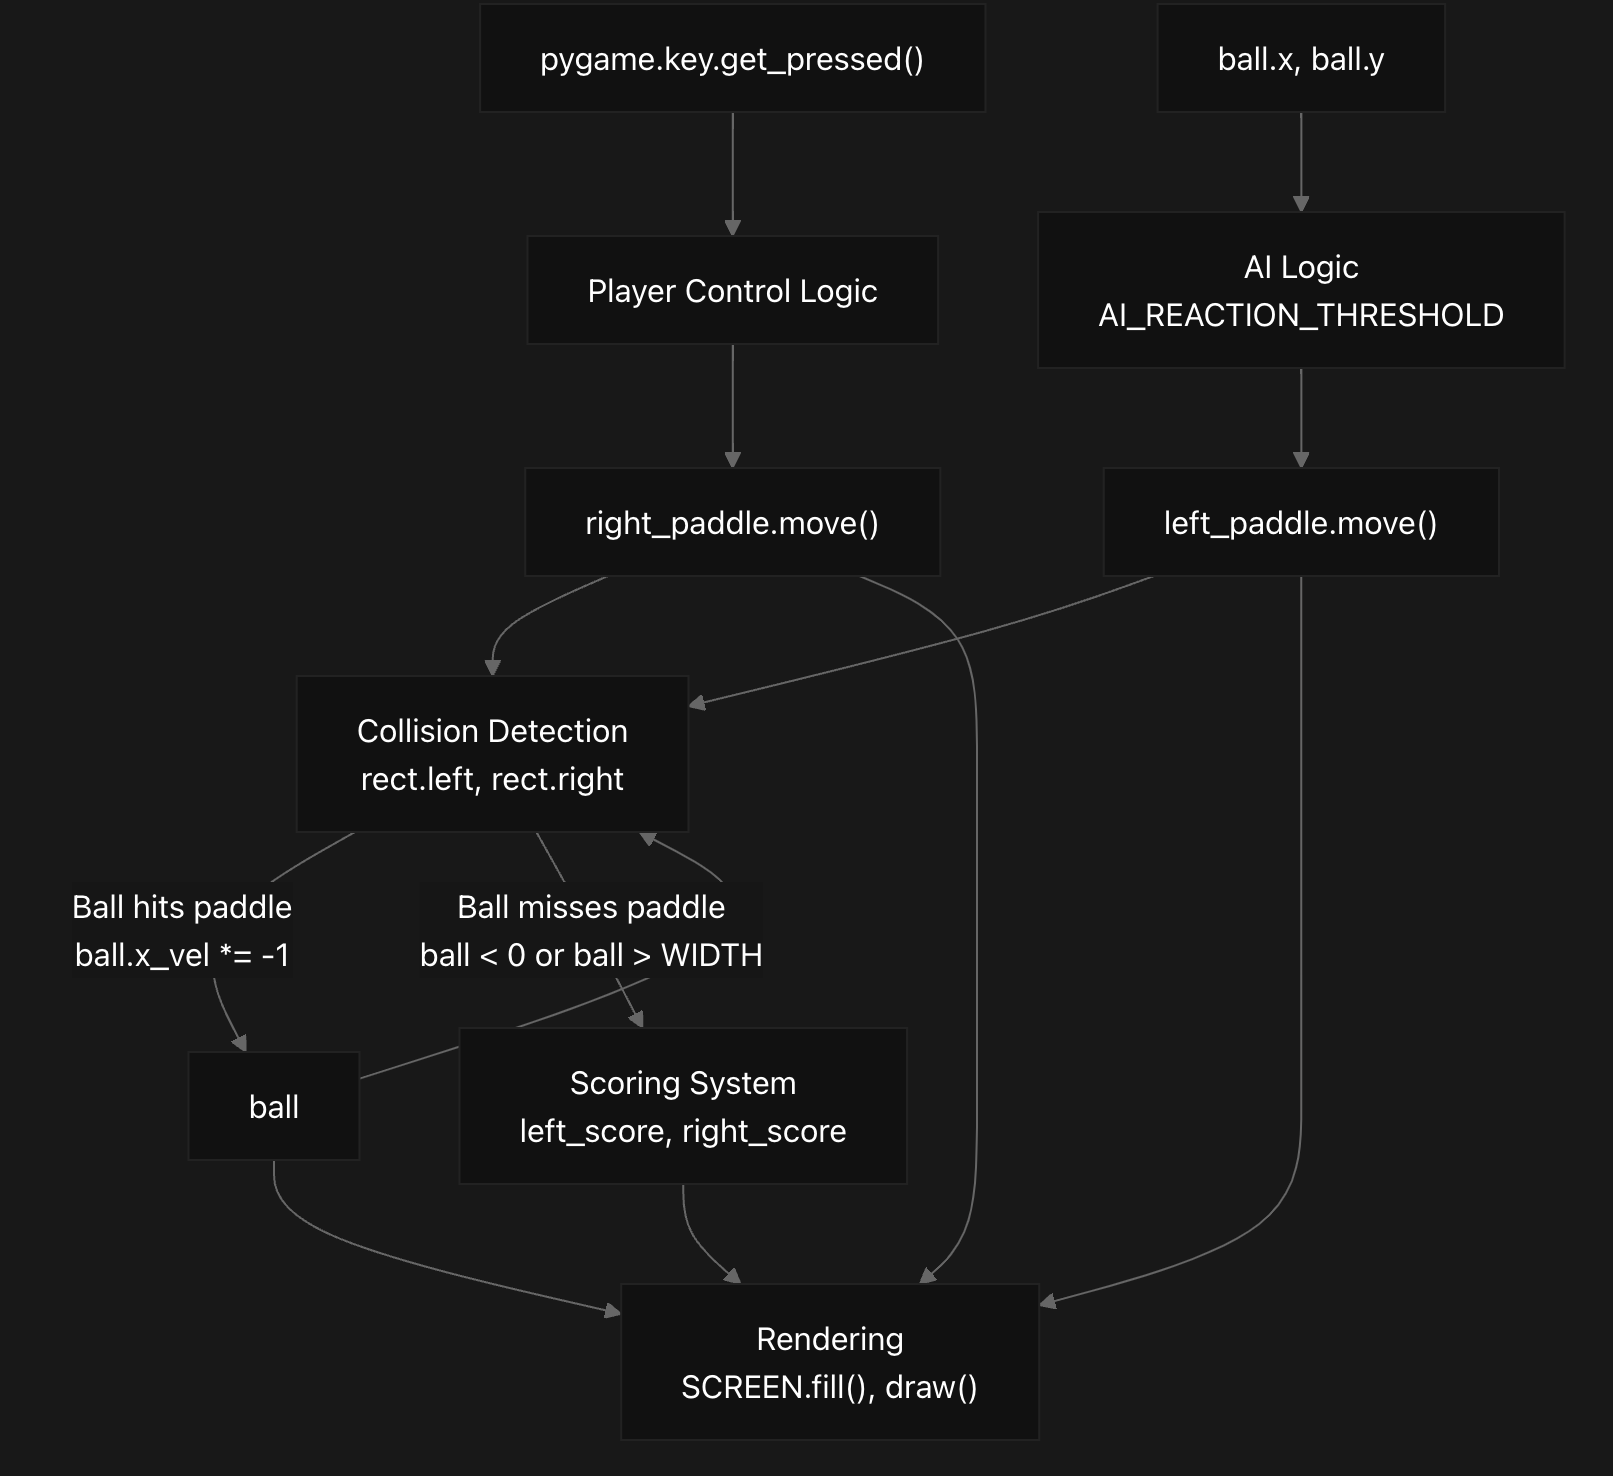 pygame.key.get_pressed()
ball.x, ball.y
Player Control Logic
AI Logic
AI_REACTION_THRESHOLD
right_paddle.move()
left_paddle.move()
Collision Detection
rect.left, rect.right
Ball hits paddle
ball.x_vel *= -1
Ball misses paddle
ball < 0 or ball > WIDTH
ball
Scoring System
left_score, right_score
Rendering
SCREEN.fill(), draw()